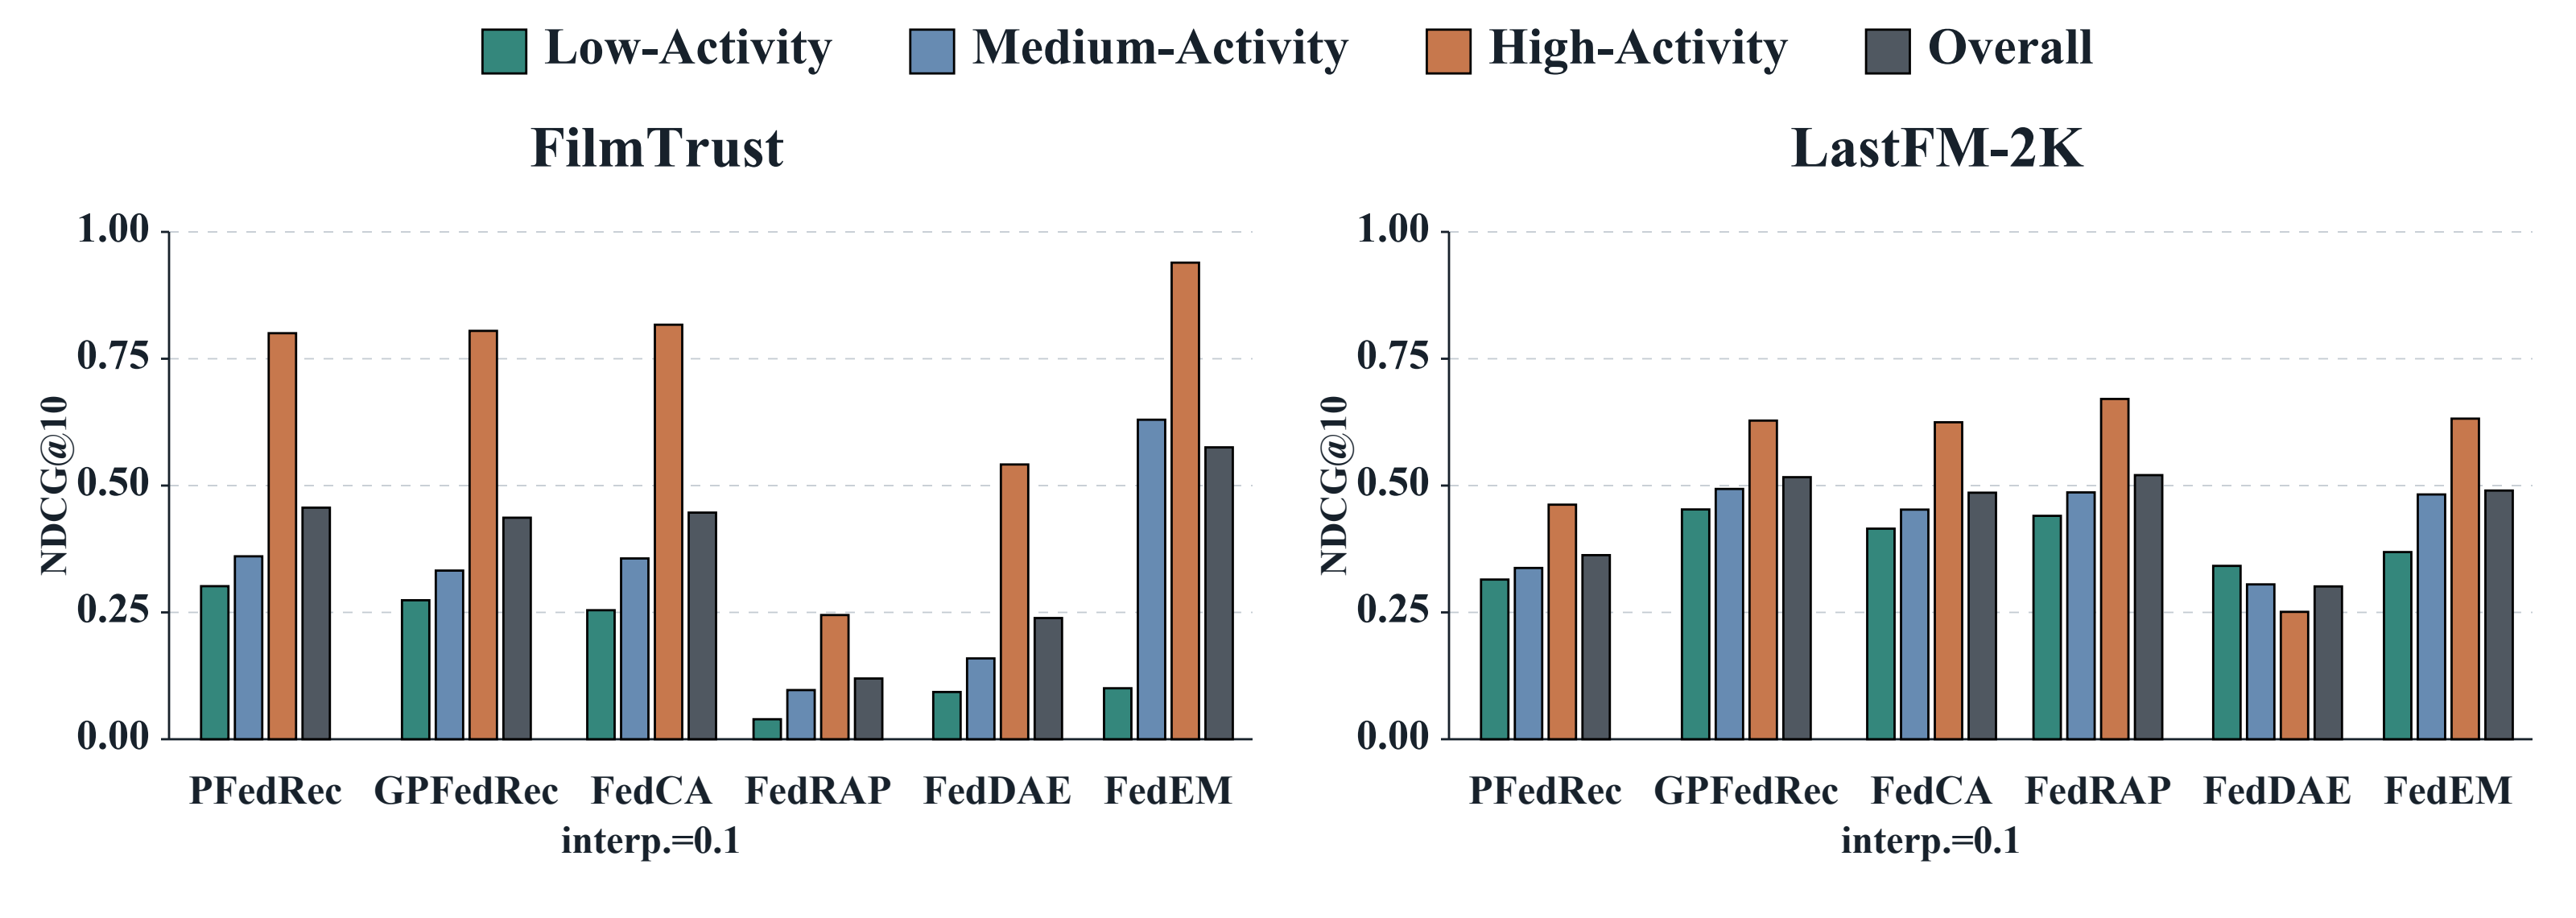 Low-Activity Medium-Activity High-Activity Overall
FilmTrust
NDCG@10
1.00
0.75
0.50
0.25
0.00
PFedRec GPFedRec FedCA FedRAP FedDAE FedEM
interp.=0.1
LastFM-2K
NDCG@10
1.00
0.75
0.50
0.25
0.00
PFedRec GPFedRec FedCA FedRAP FedDAE FedEM
interp.=0.1